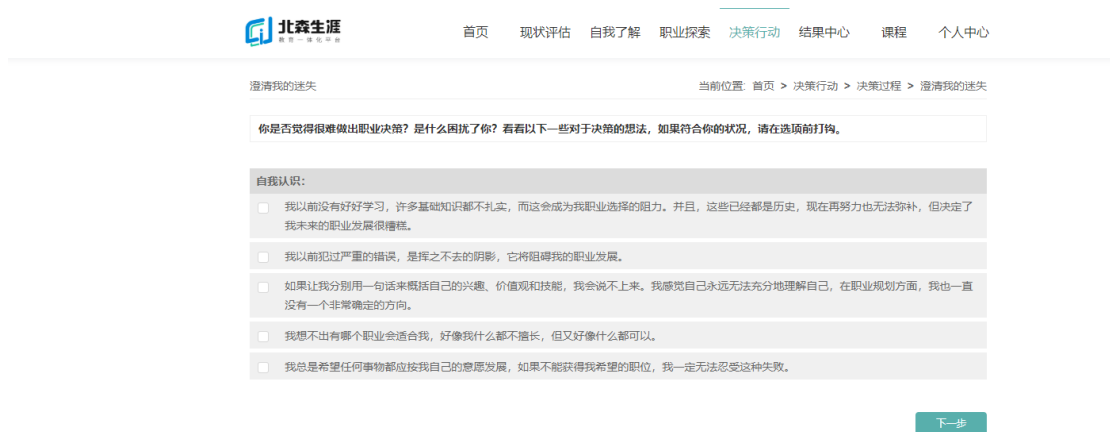 北森生涯
教育一体化平台
首页 现状评估 自我了解 职业探索 决策行动 结果中心 课程 个人中心
澄清我的迷失 当前位置: 首页 > 决策行动 > 决策过程 > 澄清我的迷失
你是否觉得很难做出职业决策？是什么困扰了你？看看以下一些对于决策的想法，如果符合你的状况，请在选项前打钩。
自我认识：
我以前没有好好学习，许多基础知识都不扎实，而这会成为我职业选择的阻力。并且，这些已经都是历史，现在再努力也无法弥补，但决定了
我未来的职业发展很糟糕。
我以前犯过严重的错误，是挥之不去的阴影，它将阻碍我的职业发展。
如果让我分别用一句话来概括自己的兴趣、价值观和技能，我会说不上来。我感觉自己永远无法充分地理解自己，在职业规划方面，我也一直
没有一个非常确定的方向。
我想不出有哪个职业会适合我，好像我什么都不擅长，但又好像什么都可以。
我总是希望任何事物都应按我自己的意愿发展，如果不能获得我希望的职位，我一定无法忍受这种失败。
下一步